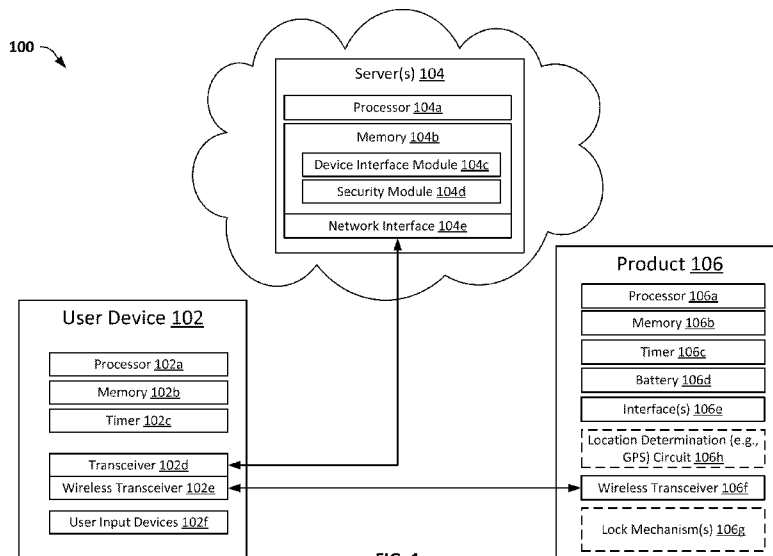 100
Server(s) 104
Processor 104a
Memory 104b
Device Interface Module 104c
Security Module 104d
Network Interface 104e
User Device 102
Processor 102a
Memory 102b
Timer 102c
Transceiver 102d
Wireless Transceiver 102e
User Input Devices 102f
Product 106
Processor 106a
Memory 106b
Timer 106c
Battery 106d
Interface(s) 106e
Location Determination (e.g.,
GPS) Circuit 106h
Wireless Transceiver 106f
Lock Mechanism(s) 106g
FIG. 1